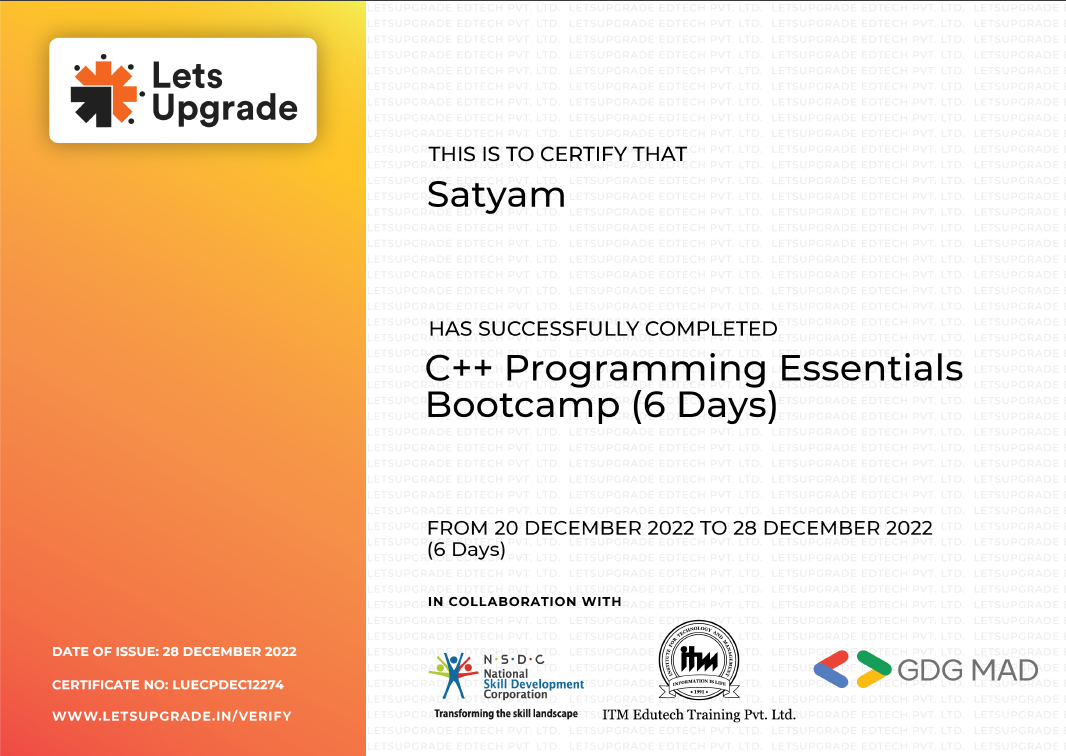 Lets
Upgrade
THIS IS TO CERTIFY THAT
Satyam
HAS SUCCESSFULLY COMPLETED
C++ Programming Essentials
Bootcamp (6 Days)
FROM 20 DECEMBER 2022 TO 28 DECEMBER 2022
(6 Days)
IN COLLABORATION WITH
N·S·D·C
National
Skill Development
Corporation
Transforming the skill landscape
INSTITUTE FOR TECHNOLOGY AND MANAGEMENT
itm
INFORMATION IS LIFE
• 1991 •
ITM Edutech Training Pvt. Ltd.
GDG MAD
DATE OF ISSUE: 28 DECEMBER 2022
CERTIFICATE NO: LUECPDEC12274
WWW.LETSUPGRADE.IN/VERIFY
LETSUPGRADE EDTECH PVT. LTD.